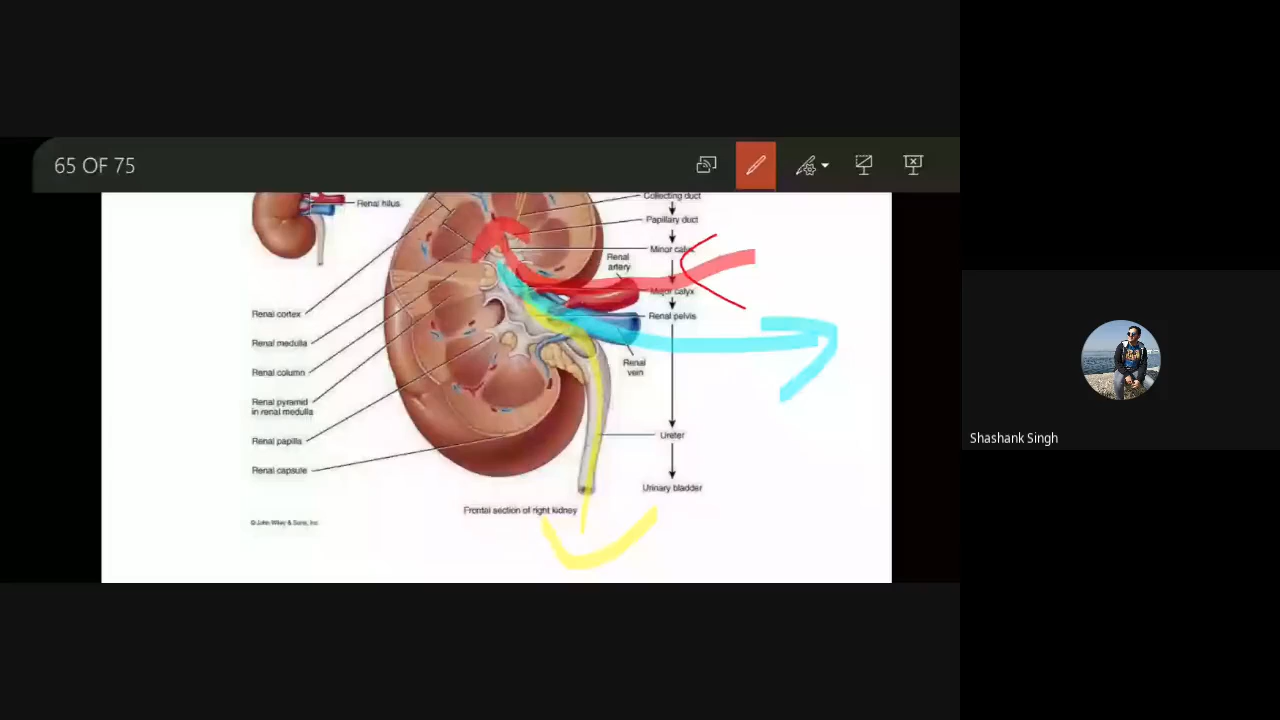 65 OF 75
Collecting duct
Renal hilus
Papillary duct
Minor calyx
Renal
artery
Major calyx
Renal cortex
Renal pelvis
Renal medulla
Renal
vein
Renal column
Renal pyramid
in renal medulla
Renal papilla
Ureter
Renal capsule
Urinary bladder
Frontal section of right kidney
© John Wiley & Sons, Inc.
Shashank Singh